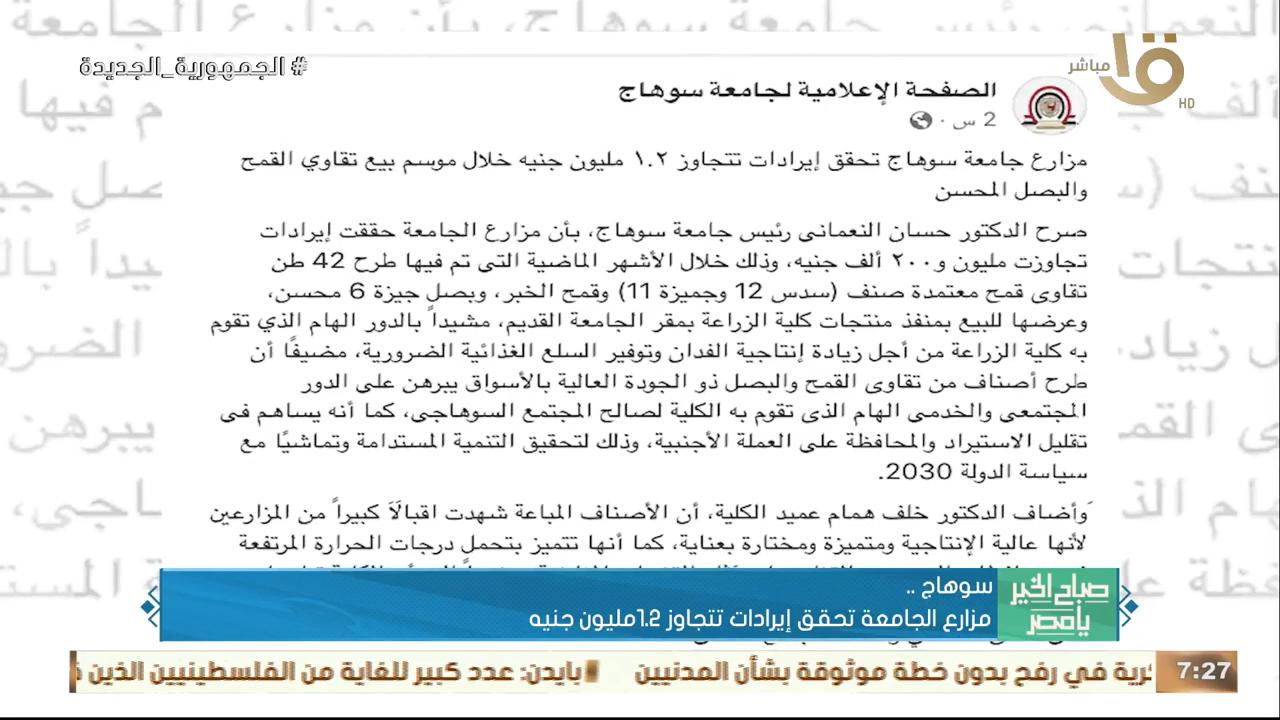 #الجمهورية_الجديدة
مباشر
HD
الصفحة الإعلامية لجامعة سوهاج
2 س ·
مزارع جامعة سوهاج تحقق إيرادات تتجاوز ١.٢ مليون جنيه خلال موسم بيع تقاوي القمح
والبصل المحسن
صرح الدكتور حسان النعمانى رئيس جامعة سوهاج، بأن مزارع الجامعة حققت إيرادات
تجاوزت مليون و٢٠٠ ألف جنيه، وذلك خلال الأشهر الماضية التى تم فيها طرح 42 طن
تقاوى قمح معتمدة صنف (سدس 12 وجميزة 11) وقمح الخبر، وبصل جيزة 6 محسن،
وعرضها للبيع بمنفذ منتجات كلية الزراعة بمقر الجامعة القديم، مشيداً بالدور الهام الذي تقوم
به كلية الزراعة من أجل زيادة إنتاجية الفدان وتوفير السلع الغذائية الضرورية، مضيفًا أن
طرح أصناف من تقاوى القمح والبصل ذو الجودة العالية بالأسواق يبرهن على الدور
المجتمعى والخدمى الهام الذى تقوم به الكلية لصالح المجتمع السوهاجى، كما أنه يساهم فى
تقليل الاستيراد والمحافظة على العملة الأجنبية، وذلك لتحقيق التنمية المستدامة وتماشيًا مع
سياسة الدولة 2030.
وأضاف الدكتور خلف همام عميد الكلية، أن الأصناف المباعة شهدت اقبالاً كبيراً من المزارعين
لأنها عالية الإنتاجية ومتميزة ومختارة بعناية، كما أنها تتميز بتحمل درجات الحرارة المرتفعة
صباح الخير
يا مصر
سوهاج ..
مزارع الجامعة تحقق إيرادات تتجاوز 1.2مليون جنيه
7:27
كرية في رفح بدون خطة موثوقة بشأن المدنيين
بايدن: عدد كبير للغاية من الفلسطينيين الذين